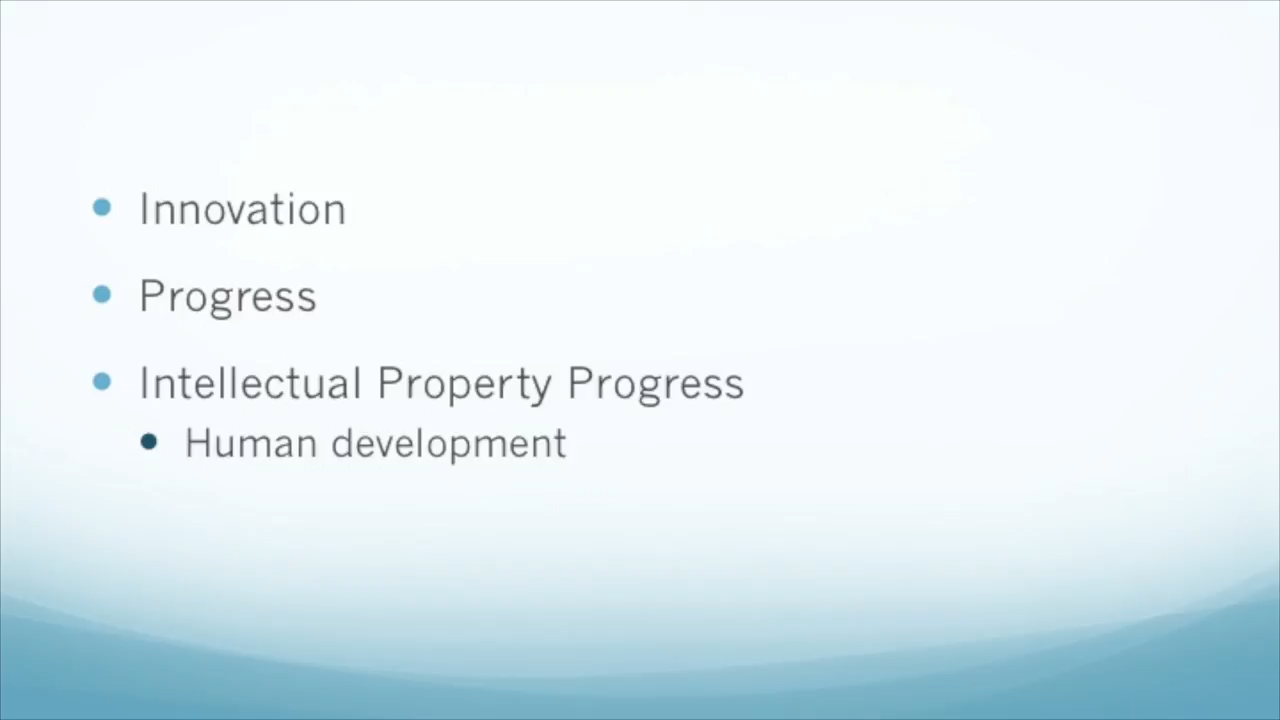 Innovation
Progress
Intellectual Property Progress
Human development